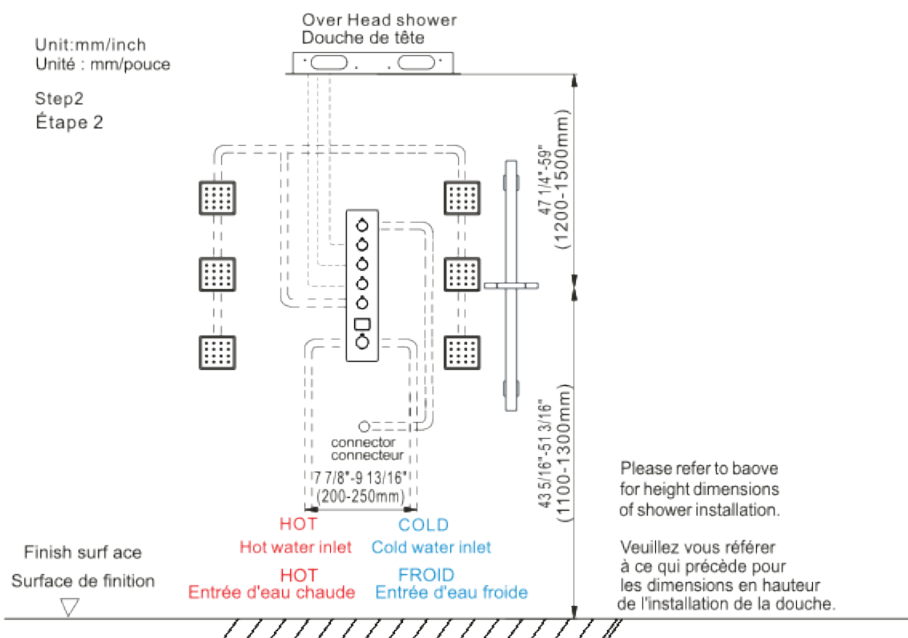 Over Head shower
Douche de tête
Unit:mm/inch
Unité : mm/pouce
Step2
Étape 2
47 1/4"-59"
(1200-1500mm)
43 5/16"-51 3/16"
(1100-1300mm)
connector
connecteur
7 7/8"-9 13/16"
(200-250mm)
HOT
Hot water inlet
COLD
Cold water inlet
HOT
Entrée d'eau chaude
FROID
Entrée d'eau froide
Finish surf ace
Surface de finition
Please refer to baove
for height dimensions
of shower installation.
Veuillez vous référer
à ce qui précède pour
les dimensions en hauteur
de l'installation de la douche.